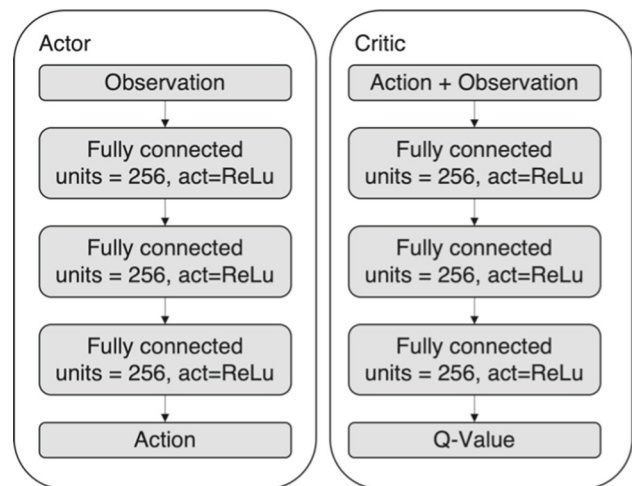 Actor
Observation
Fully connected
units = 256, act=ReLu
Fully connected
units = 256, act=ReLu
Fully connected
units = 256, act=ReLu
Action
Critic
Action + Observation
Fully connected
units = 256, act=ReLu
Fully connected
units = 256, act=ReLu
Fully connected
units = 256, act=ReLu
Q-Value